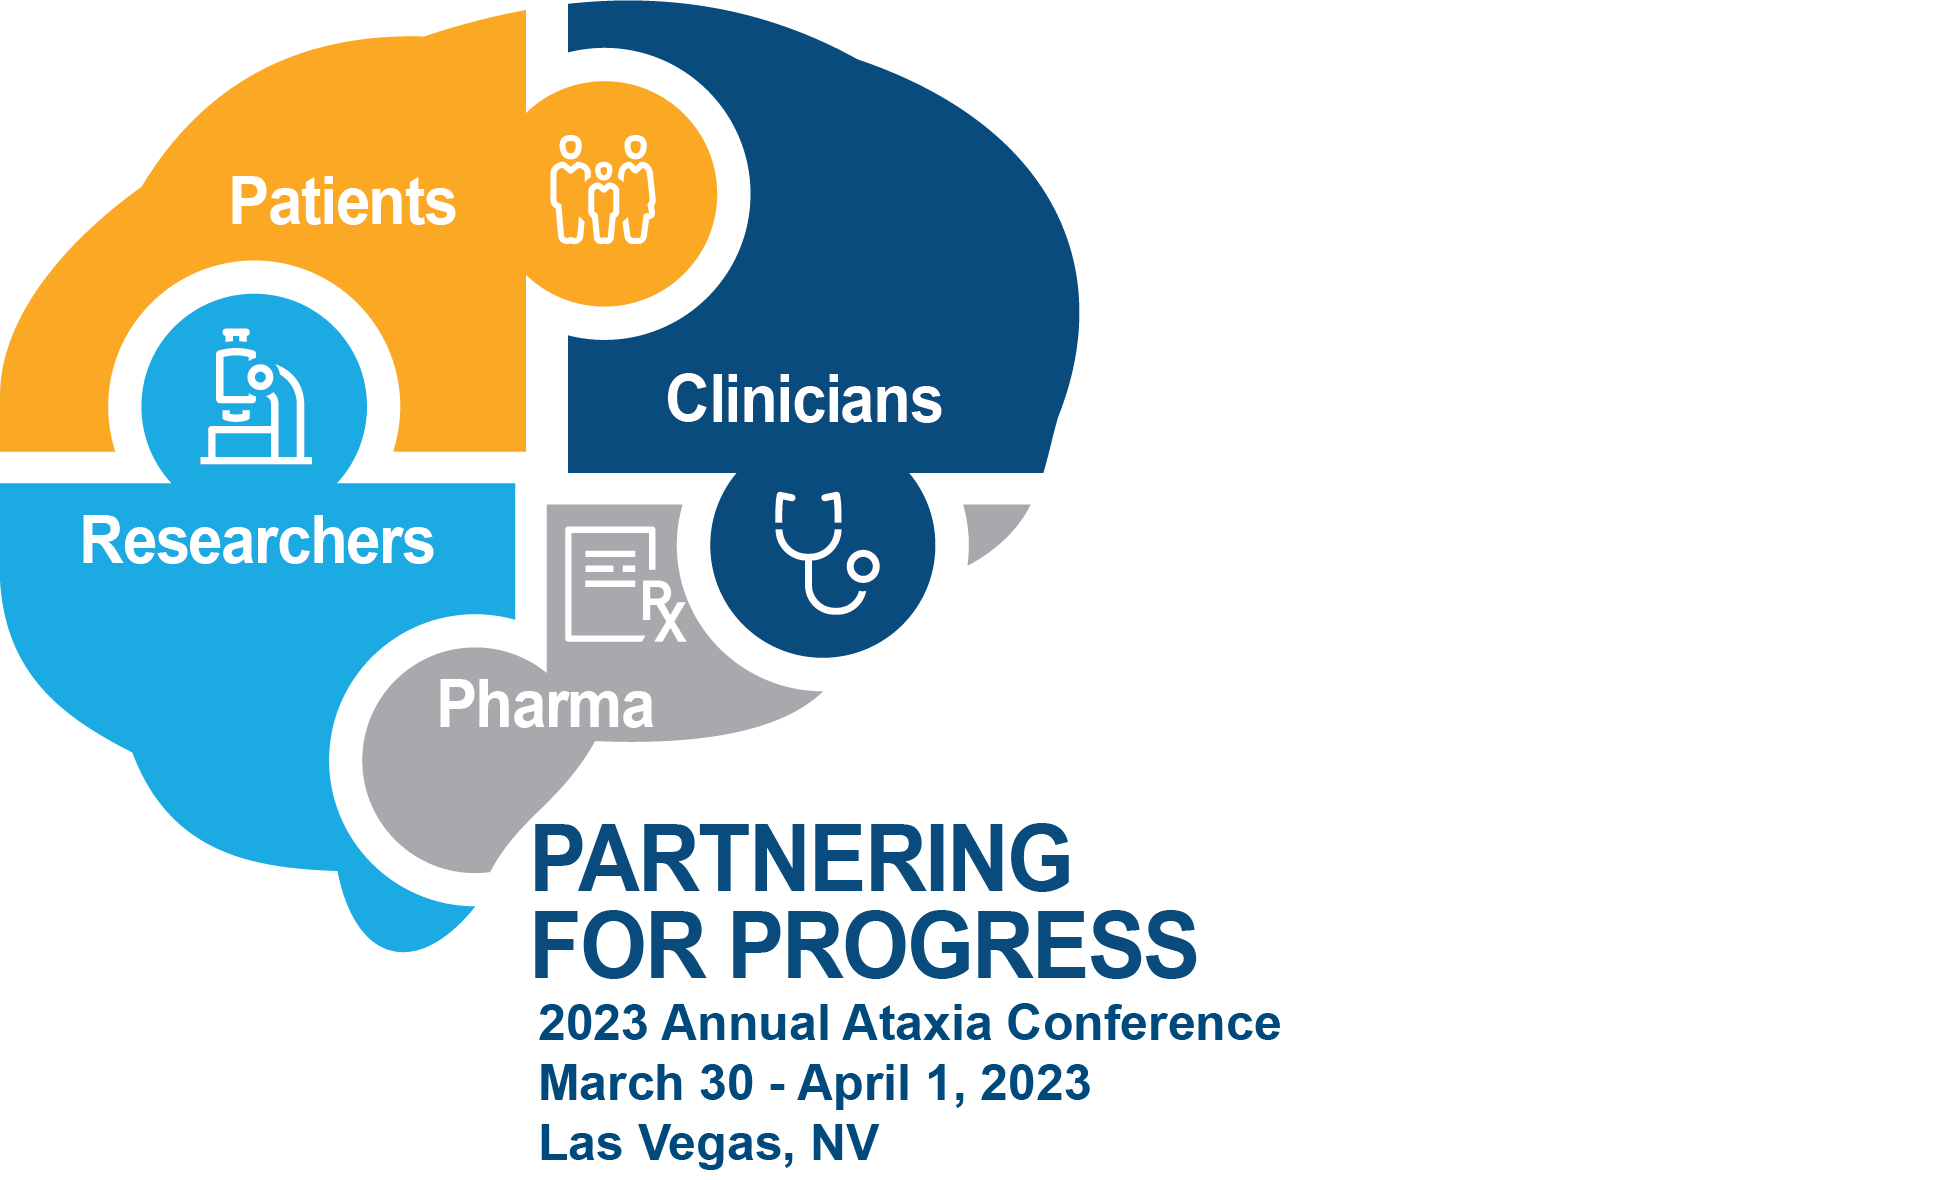 Patients
Clinicians
Researchers
Rx
Pharma
PARTNERING
FOR PROGRESS
2023 Annual Ataxia Conference
March 30 - April 1, 2023
Las Vegas, NV